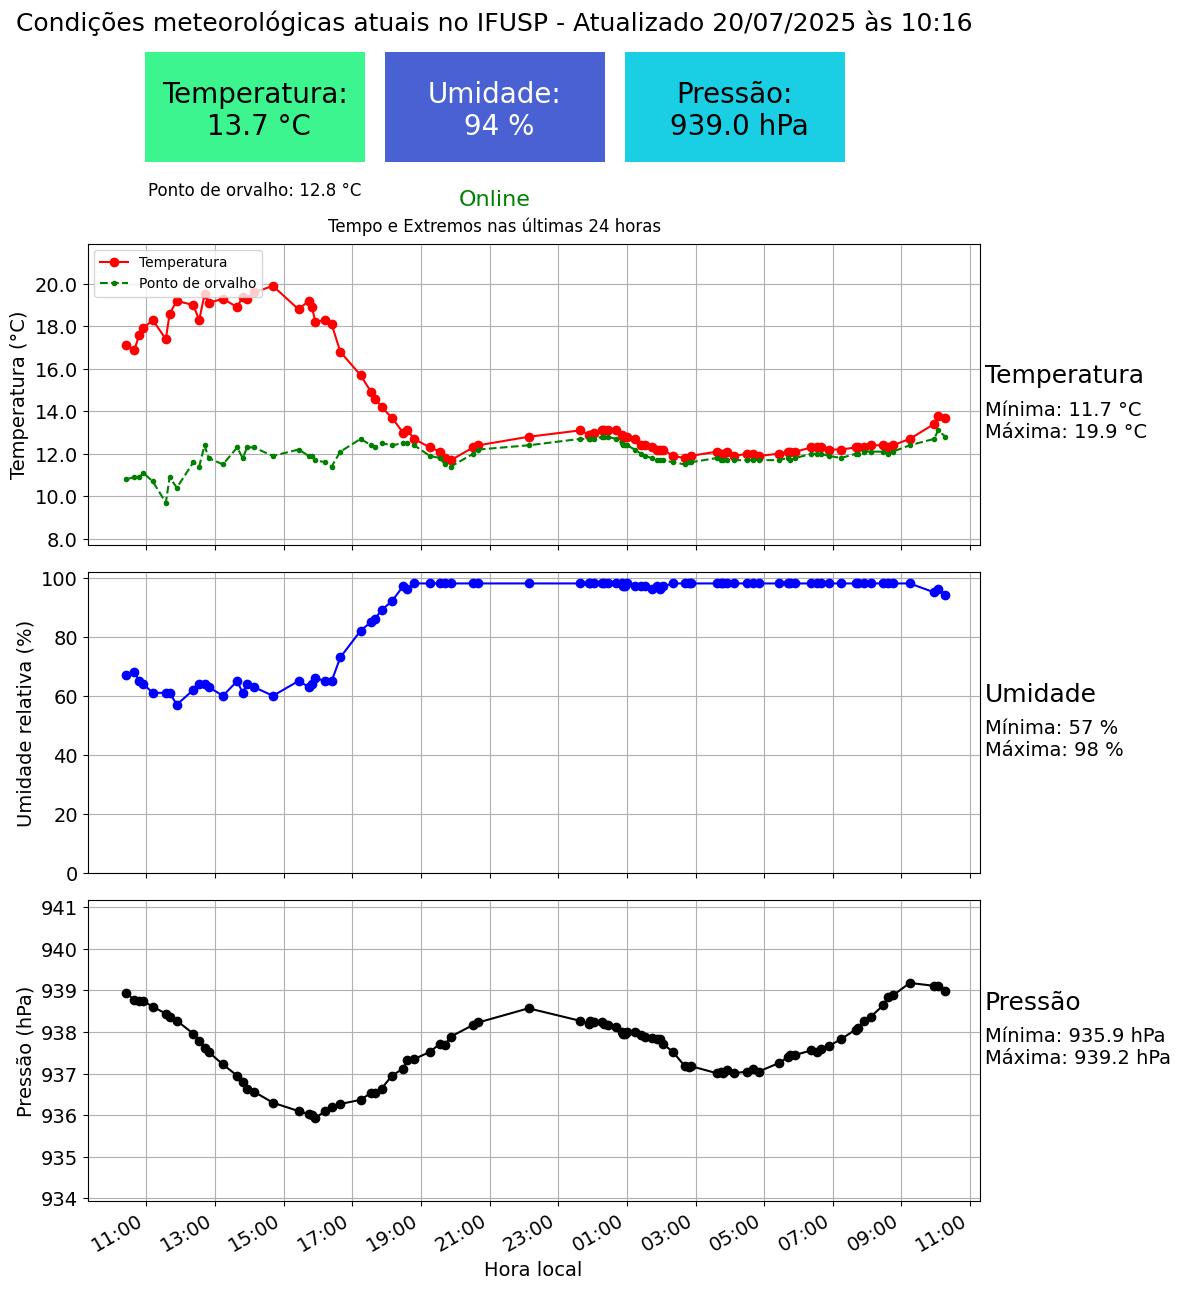 Condições meteorológicas atuais no IFUSP - Atualizado 20/07/2025 às 10:16
Temperatura:
13.7 °C
Umidade:
94 %
Pressão:
939.0 hPa
Ponto de orvalho: 12.8 °C
Online
Tempo e Extremos nas últimas 24 horas
Temperatura
Ponto de orvalho
Temperatura (°C)
20.0
18.0
16.0
14.0
12.0
10.0
8.0
Temperatura
Mínima: 11.7 °C
Máxima: 19.9 °C
Umidade relativa (%)
100
80
60
40
20
0
Umidade
Mínima: 57 %
Máxima: 98 %
Pressão (hPa)
941
940
939
938
937
936
935
934
Pressão
Mínima: 935.9 hPa
Máxima: 939.2 hPa
11:00
13:00
15:00
17:00
19:00
21:00
23:00
01:00
03:00
05:00
07:00
09:00
11:00
Hora local